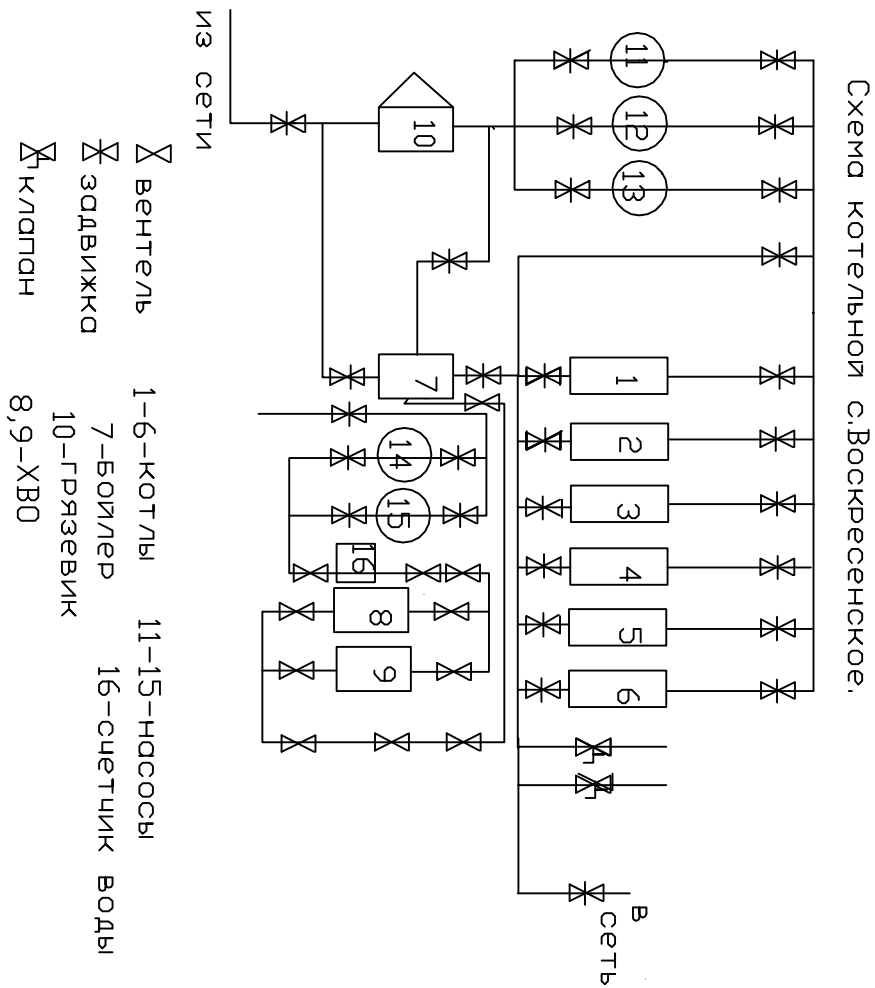 Схема котельной с.Воскресенское.
11
12
13
10
из сети
1
2
3
4
5
6
7
14
15
16
8
9
в
сеть
вентель
задвижка
клапан
1-6-котлы
7-бойлер
10-грязевик
8,9-ХВО
11-15-насосы
16-счетчик воды